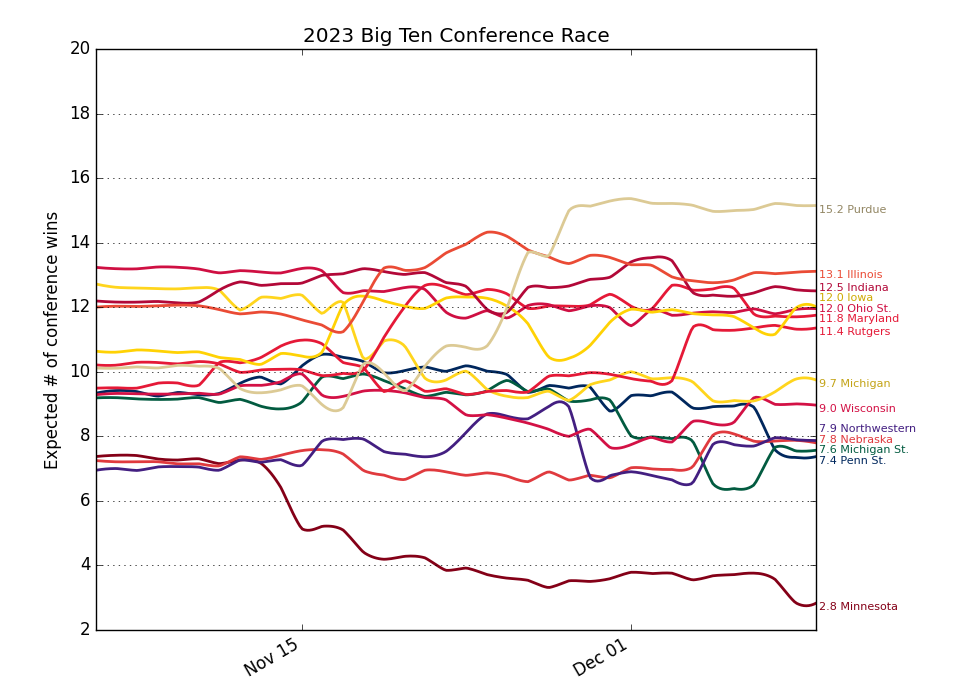 2023 Big Ten Conference Race
Expected # of conference wins
20
18
16
14
12
10
8
6
4
2
Nov 15
Dec 01
15.2 Purdue
13.1 Illinois
12.5 Indiana
12.0 Iowa
12.0 Ohio St.
11.8 Maryland
11.4 Rutgers
9.7 Michigan
9.0 Wisconsin
7.9 Northwestern
7.8 Nebraska
7.6 Michigan St.
7.4 Penn St.
2.8 Minnesota